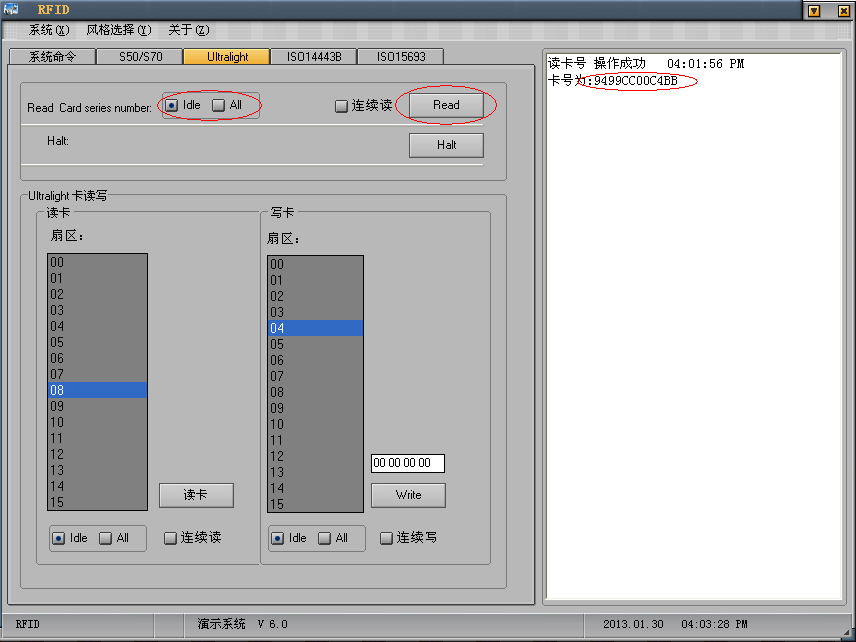 RFID
系统(X) 风格选择(Y) 关于(Z)
系统命令 S50/S70 Ultralight ISO14443B ISO15693
Read Card series number: Idle All 连续读 Read
Halt: Halt
Ultralight 卡读写
读卡
扇区:
00
01
02
03
04
05
06
07
08
09
10
11
12
13
14
15
读卡
Idle All 连续读
写卡
扇区:
00
01
02
03
04
05
06
07
08
09
10
11
12
13
14
15
00 00 00 00
Write
Idle All 连续写
读卡号 操作成功 04:01:56 PM
卡号为:9499CC00C4BB
RFID 演示系统 V 6.0 2013.01.30 04:03:28 PM